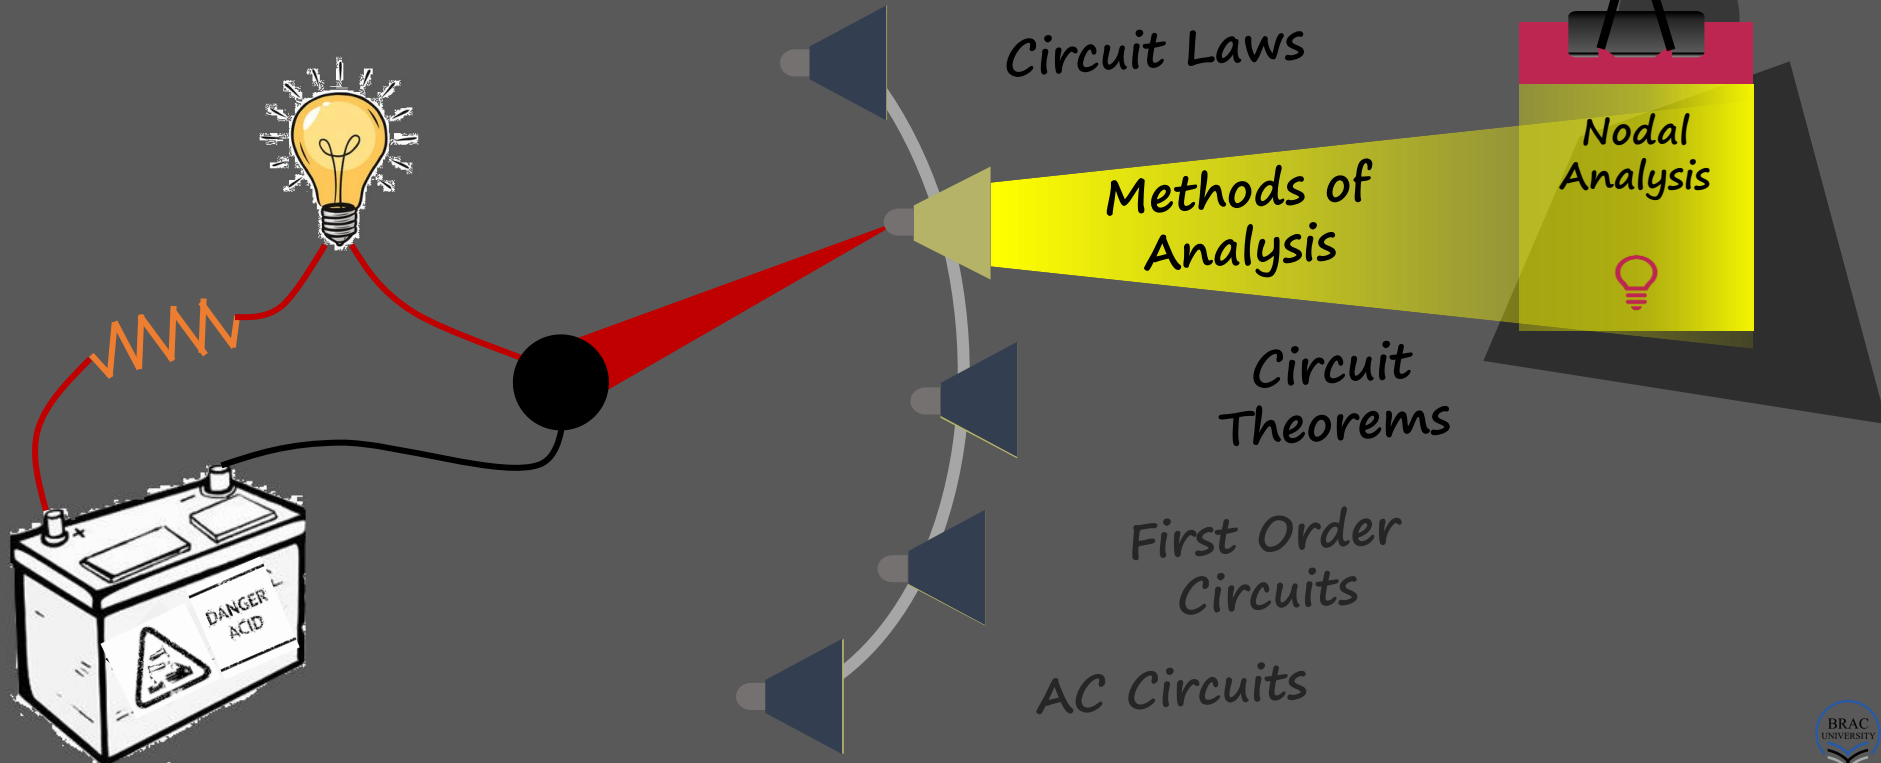 Circuit Laws
Methods of
Analysis
Nodal
Analysis
Circuit
Theorems
First Order
Circuits
AC Circuits
+
DANGER
ACID
BRAC
UNIVERSITY